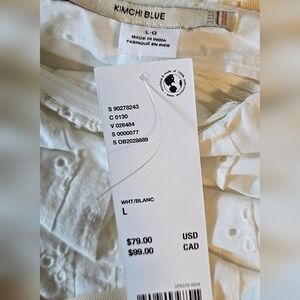 KIMCHI BLUE
L-G
MADE IN INDIA
FABRIQUÉ EN INDE
S 90278243
C 0130
V 026484
S 0000077
S OB2028889
WHT/BLANC
L
$79.00 USD
$99.00 CAD